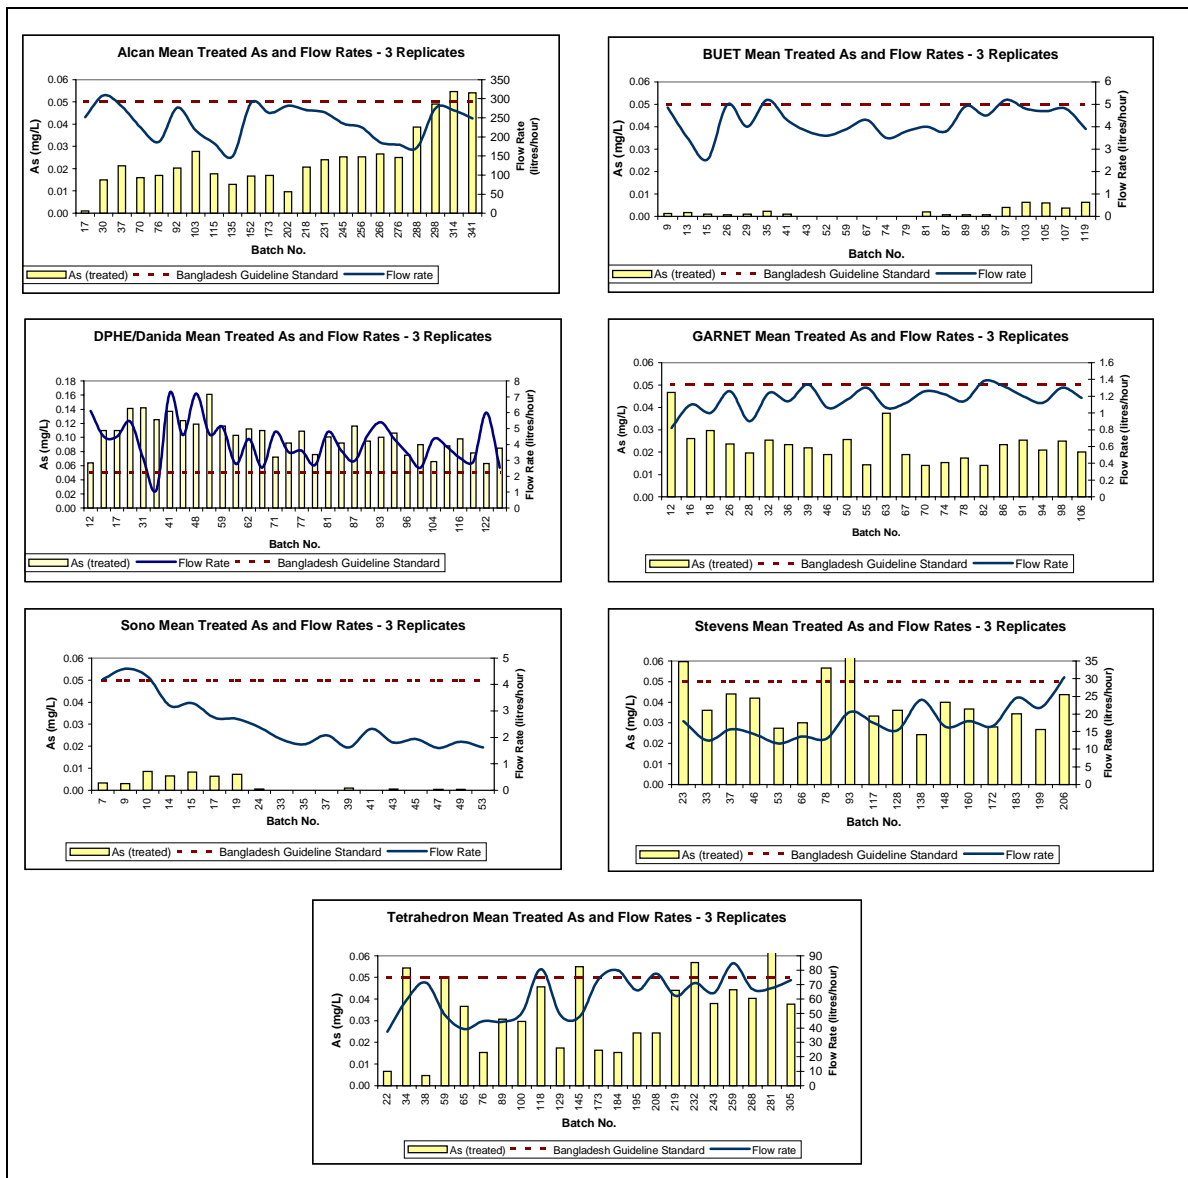 Alcan Mean Treated As and Flow Rates - 3 Replicates
0.06
0.05
0.04
0.03
0.02
0.01
0.00
As (mg/L)
350
300
250
200
150
100
50
0
Flow Rate
(litres/hour)
17 30 37 70 76 92 103 115 135 152 173 202 218 231 245 256 266 276 288 298 314 341
Batch No.
As (treated) Bangladesh Guideline Standard Flow rate
BUET Mean Treated As and Flow Rates - 3 Replicates
0.06
0.05
0.04
0.03
0.02
0.01
0.00
As (mg/L)
6
5
4
3
2
1
0
Flow Rate (litres/hour)
9 13 15 26 29 35 41 43 52 59 67 74 79 81 87 89 95 97 103 105 107 119
Batch No.
As (treated) Bangladesh Guideline Standard Flow rate
DPHE/Danida Mean Treated As and Flow Rates - 3 Replicates
0.18
0.16
0.14
0.12
0.10
0.08
0.06
0.04
0.02
0.00
As (mg/L)
8
7
6
5
4
3
2
1
0
Flow Rate (litres/hour)
12 17 31 41 48 59 62 71 77 81 87 93 96 104 116 122
Batch No.
As (treated) Flow Rate Bangladesh Guideline Standard
GARNET Mean Treated As and Flow Rates - 3 Replicates
0.06
0.05
0.04
0.03
0.02
0.01
0.00
As (mg/L)
1.6
1.4
1.2
1
0.8
0.6
0.4
0.2
0
Flow Rate (litres/hour)
12 16 18 26 28 32 36 39 46 50 55 63 67 70 74 78 82 86 91 94 98 106
Batch No.
As (treated) Bangladesh Guideline Standard Flow rate
Sono Mean Treated As and Flow Rates - 3 Replicates
0.06
0.05
0.04
0.03
0.02
0.01
0.00
As (mg/L)
5
4
3
2
1
0
Flow Rate (litres/hour)
7 9 10 14 15 17 19 24 33 35 37 39 41 43 45 47 49 53
Batch No.
As (treated) Bangladesh Guideline Standard Flow Rate
Stevens Mean Treated As and Flow Rates - 3 Replicates
0.06
0.05
0.04
0.03
0.02
0.01
0.00
As (mg/L)
35
30
25
20
15
10
5
0
Flow Rate (litres/hour)
23 33 37 46 53 66 78 93 117 128 138 148 160 172 183 199 206
Batch No.
As (treated) Bangladesh Guideline Standard Flow rate
Tetrahedron Mean Treated As and Flow Rates - 3 Replicates
0.06
0.05
0.04
0.03
0.02
0.01
0.00
As (mg/L)
90
80
70
60
50
40
30
20
10
0
Flow Rate (litres/hour)
22 34 38 59 65 76 89 100 118 129 145 173 184 195 208 219 232 243 259 268 281 305
Batch No.
As (treated) Bangladesh Guideline Standard Flow rate